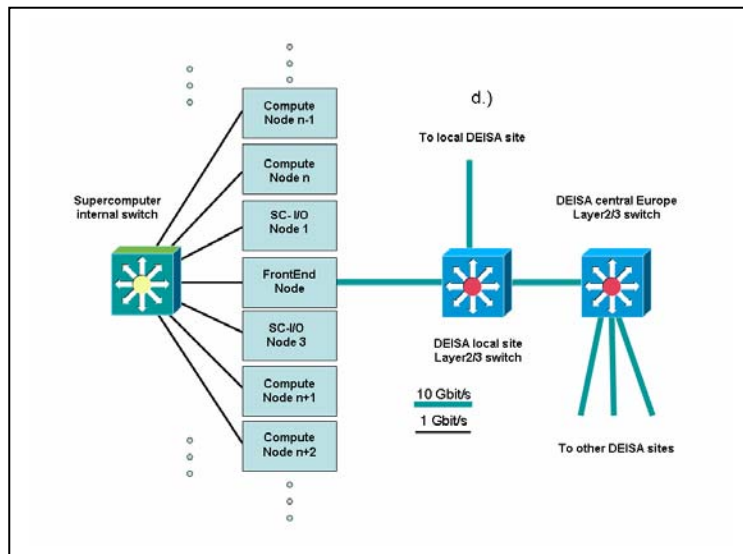 d.)
Compute
Node n-1
To local DEISA site
Compute
Node n
Supercomputer
internal switch
DEISA central Europe
Layer2/3 switch
SC- I/O
Node 1
FrontEnd
Node
SC-I/O
Node 3
DEISA local site
Layer2/3 switch
Compute
Node n+1
10 Gbit/s
1 Gbit/s
Compute
Node n+2
To other DEISA sites